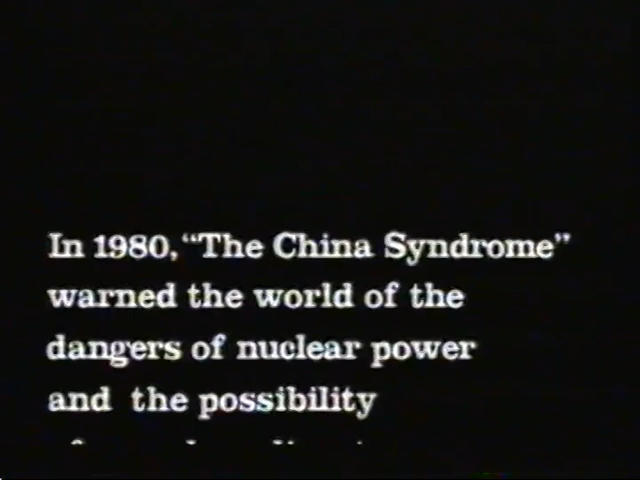 In 1980, “The China Syndrome”
warned the world of the
dangers of nuclear power
and the possibility